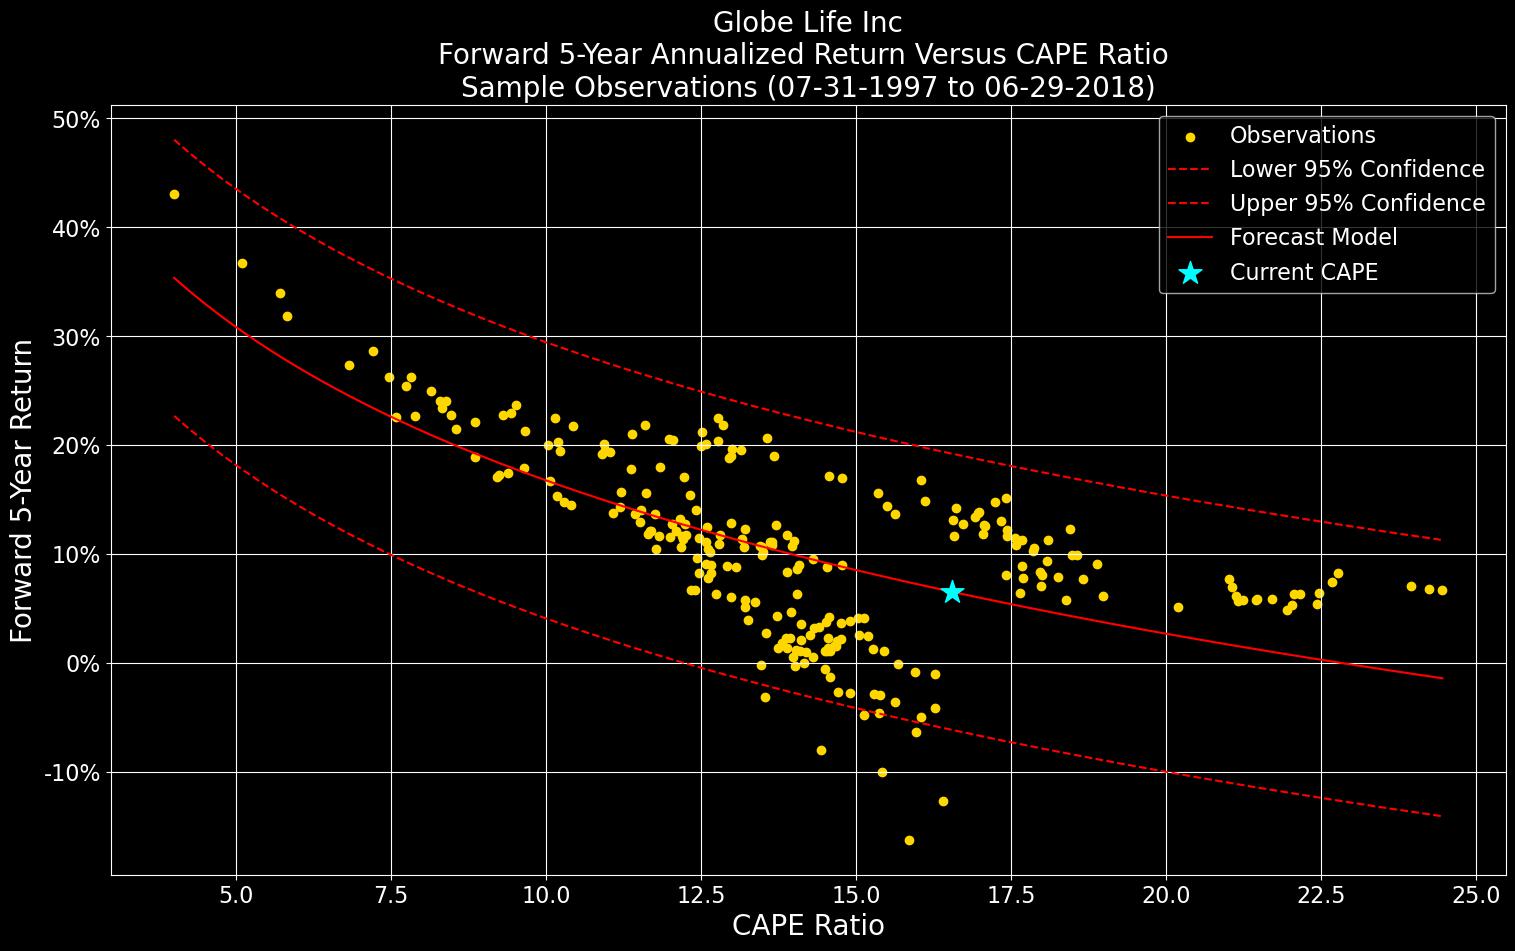 Globe Life Inc
Forward 5-Year Annualized Return Versus CAPE Ratio
Sample Observations (07-31-1997 to 06-29-2018)
Forward 5-Year Return
50%
40%
30%
20%
10%
0%
-10%
Observations
Lower 95% Confidence
Upper 95% Confidence
Forecast Model
Current CAPE
5.0 7.5 10.0 12.5 15.0 17.5 20.0 22.5 25.0
CAPE Ratio